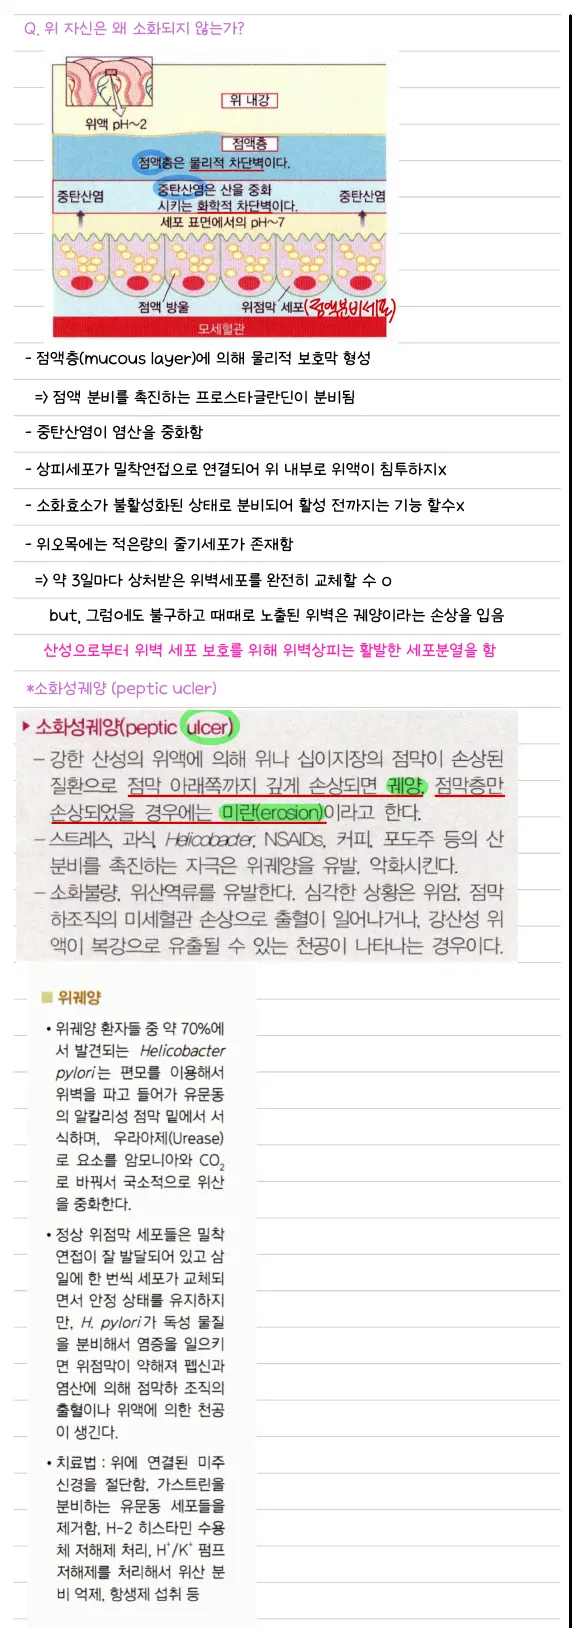 Q. 위 자신은 왜 소화되지 않는가?
위 내강
위액 pH~2
점액층
점액층은 물리적 차단벽이다.
중탄산염
중탄산염은 산을 중화
시키는 화학적 차단벽이다.
중탄산염
세포 표면에서의 pH~7
점액 방울
위점막 세포(점액분비세포)
모세혈관
- 점액층(mucous layer)에 의해 물리적 보호막 형성
=> 점액 분비를 촉진하는 프로스타글란딘이 분비됨
- 중탄산염이 염산을 중화함
- 상피세포가 밀착연접으로 연결되어 위 내부로 위액이 침투하지x
- 소화효소가 불활성화된 상태로 분비되어 활성 전까지는 기능 할수x
- 위오목에는 적은량의 줄기세포가 존재함
=> 약 3일마다 상처받은 위벽세포를 완전히 교체할 수 o
but, 그럼에도 불구하고 때때로 노출된 위벽은 궤양이라는 손상을 입음
산성으로부터 위벽 세포 보호를 위해 위벽상피는 활발한 세포분열을 함
*소화성궤양 (peptic ucler)
▶ 소화성궤양(peptic ulcer)
– 강한 산성의 위액에 의해 위나 십이지장의 점막이 손상된
질환으로 점막 아래쪽까지 깊게 손상되면 궤양, 점막층만
손상되었을 경우에는 미란(erosion)이라고 한다.
– 스트레스, 과식, Helicobacter, NSAIDs, 커피, 포도주 등의 산
분비를 촉진하는 자극은 위궤양을 유발, 악화시킨다.
– 소화불량, 위산역류를 유발한다. 심각한 상황은 위암, 점막
하조직의 미세혈관 손상으로 출혈이 일어나거나, 강산성 위
액이 복강으로 유출될 수 있는 천공이 나타나는 경우이다.
■ 위궤양
• 위궤양 환자들 중 약 70%에
서 발견되는 Helicobacter
pylori는 편모를 이용해서
위벽을 파고 들어가 유문동
의 알칼리성 점막 밑에서 서
식하며, 우라아제(Urease)
로 요소를 암모니아와 CO₂
로 바꿔서 국소적으로 위산
을 중화한다.
• 정상 위점막 세포들은 밀착
연접이 잘 발달되어 있고 삼
일에 한 번씩 세포가 교체되
면서 안정 상태를 유지하지
만, H. pylori가 독성 물질
을 분비해서 염증을 일으키
면 위점막이 약해져 펩신과
염산에 의해 점막하 조직의
출혈이나 위액에 의한 천공
이 생긴다.
• 치료법 : 위에 연결된 미주
신경을 절단함, 가스트린을
분비하는 유문동 세포들을
제거함, H-2 히스타민 수용
체 저해제 처리, H⁺/K⁺ 펌프
저해제를 처리해서 위산 분
비 억제, 항생제 섭취 등